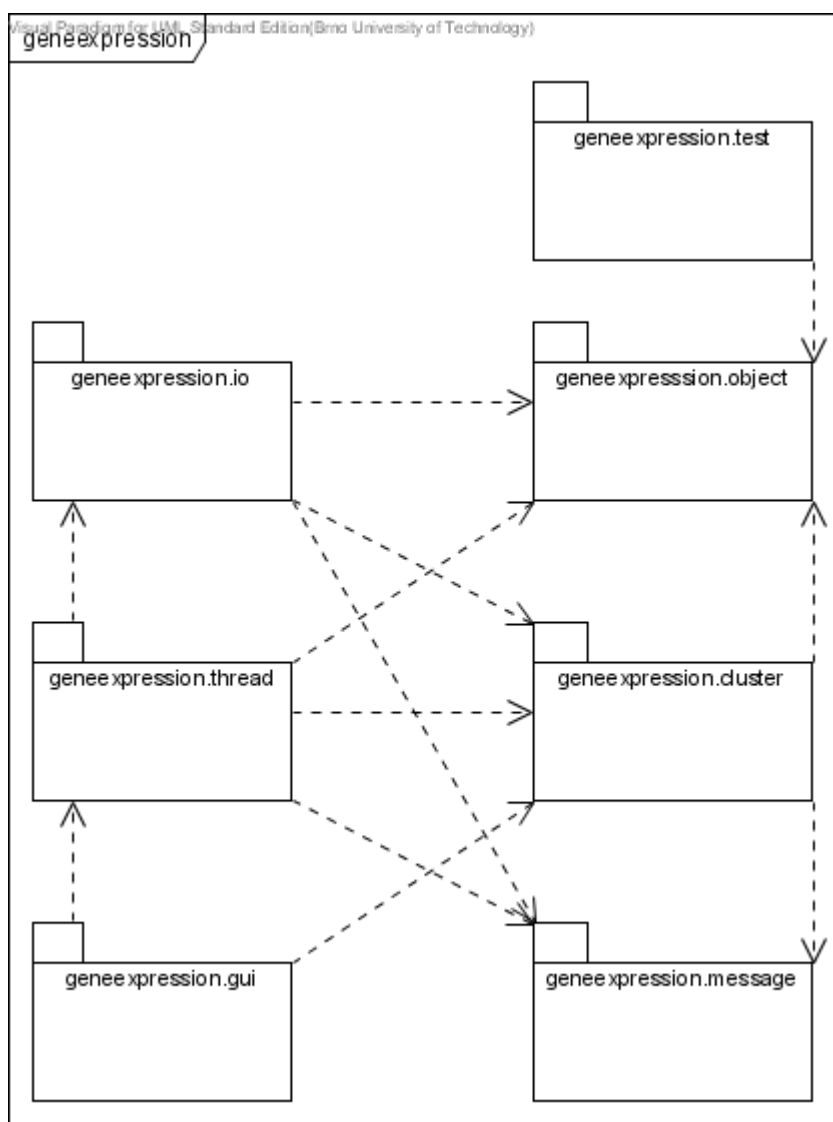 Visual Paradigm for UML Standard Edition(Brno University of Technology)
geneexpression
geneexpression.test
geneexpression.io
geneexpresssion.object
geneexpression.thread
geneexpression.cluster
geneexpression.gui
geneexpression.message